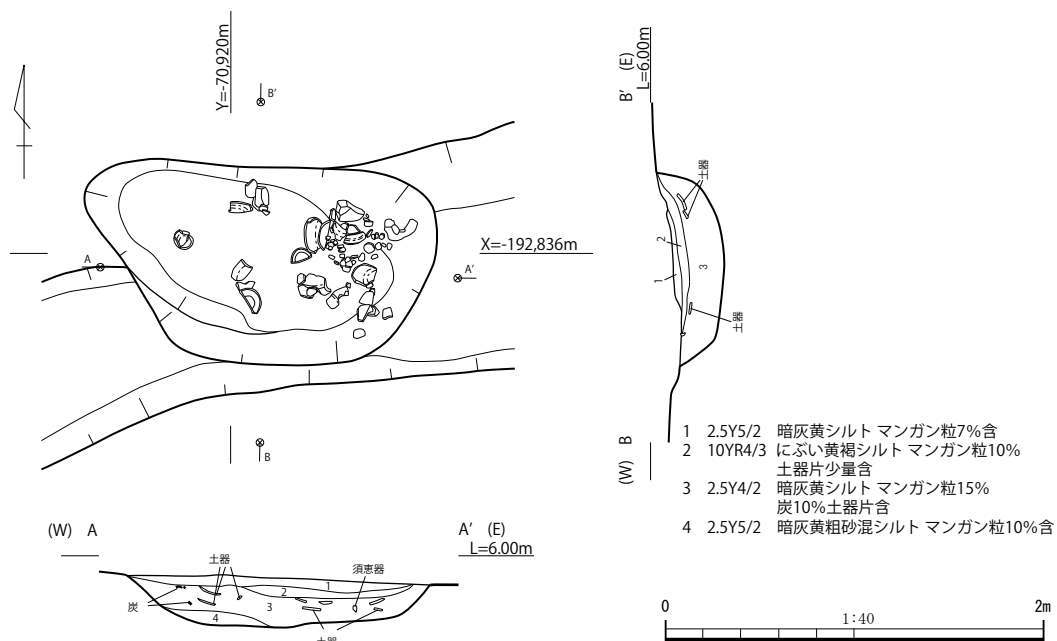 Y=-70,920m
B'
X=-192,836m
A
A'
B
B' (E)
L=6.00m
土器
2
1
3
土器
(W) B
1 2.5Y5/2 暗灰黄シルト マンガン粒7%含
2 10YR4/3 にぶい黄褐シルト マンガン粒10%
土器片少量含
3 2.5Y4/2 暗灰黄シルト マンガン粒15%
炭10%土器片含
4 2.5Y5/2 暗灰黄粗砂混シルト マンガン粒10%含
(W) A
A' (E)
L=6.00m
土器
須恵器
1
2
炭
3
4
土器
0
1:40
2m